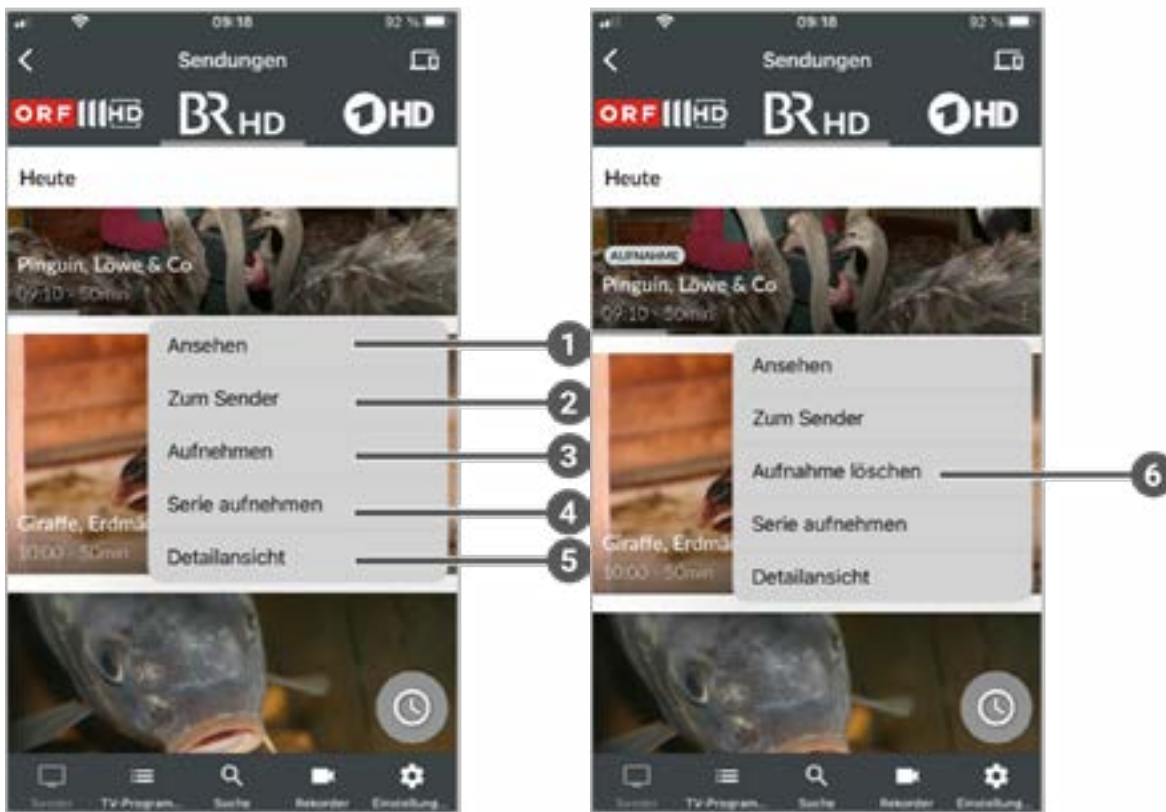 09:18
92 %
Sendungen
ORF III HD
BR HD
HD
Heute
Pinguin, Löwe & Co
09:10 - 50min
Ansehen
1
Zum Sender
2
Aufnehmen
3
Serie aufnehmen
4
Giraffe, Erdmä
10:00 - 50min
Detailansicht
5
Sender
TV-Program...
Suche
Rekorder
Einstellung...
09:18
92 %
Sendungen
ORF III HD
BR HD
HD
Heute
AUFNAHME
Pinguin, Löwe & Co
09:10 - 50min
Ansehen
Zum Sender
Aufnahme löschen
6
Serie aufnehmen
Giraffe, Erdmä
10:00 - 50min
Detailansicht
Sender
TV-Program...
Suche
Rekorder
Einstellung...